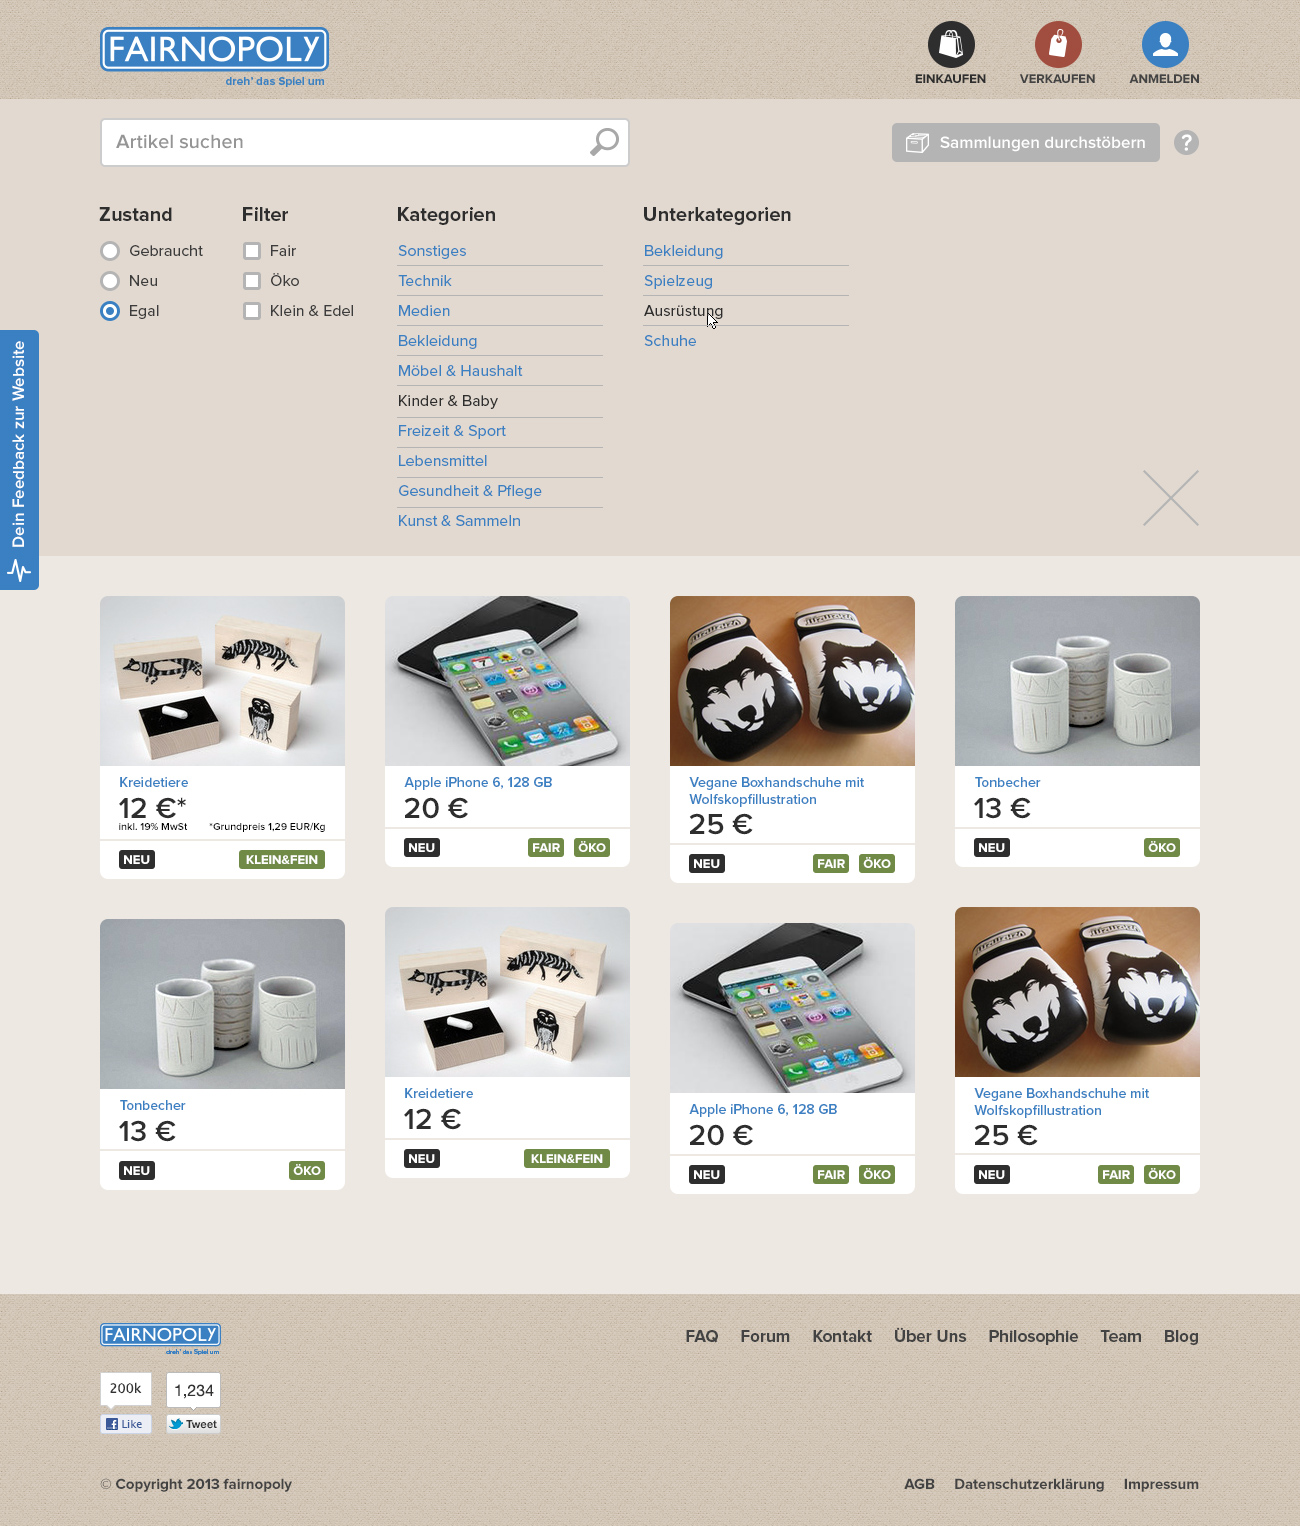 FAIRNOPOLY
dreh' das Spiel um
EINKAUFEN
VERKAUFEN
ANMELDEN
Artikel suchen
Sammlungen durchstöbern
?
Zustand
Gebraucht
Neu
Egal
Filter
Fair
Öko
Klein & Edel
Kategorien
Sonstiges
Technik
Medien
Bekleidung
Möbel & Haushalt
Kinder & Baby
Freizeit & Sport
Lebensmittel
Gesundheit & Pflege
Kunst & Sammeln
Unterkategorien
Bekleidung
Spielzeug
Ausrüstung
Schuhe
Dein Feedback zur Website
Kreidetiere
12 €*
inkl. 19% MwSt *Grundpreis 1,29 EUR/Kg
NEU KLEIN&FEIN
Apple iPhone 6, 128 GB
20 €
NEU FAIR ÖKO
Vegane Boxhandschuhe mit
Wolfskopfillustration
25 €
NEU FAIR ÖKO
Tonbecher
13 €
NEU ÖKO
Tonbecher
13 €
NEU ÖKO
Kreidetiere
12 €
NEU KLEIN&FEIN
Apple iPhone 6, 128 GB
20 €
NEU FAIR ÖKO
Vegane Boxhandschuhe mit
Wolfskopfillustration
25 €
NEU FAIR ÖKO
FAIRNOPOLY
dreh' das Spiel um
FAQ Forum Kontakt Über Uns Philosophie Team Blog
200k
1,234
Like
Tweet
© Copyright 2013 fairnopoly
AGB Datenschutzerklärung Impressum